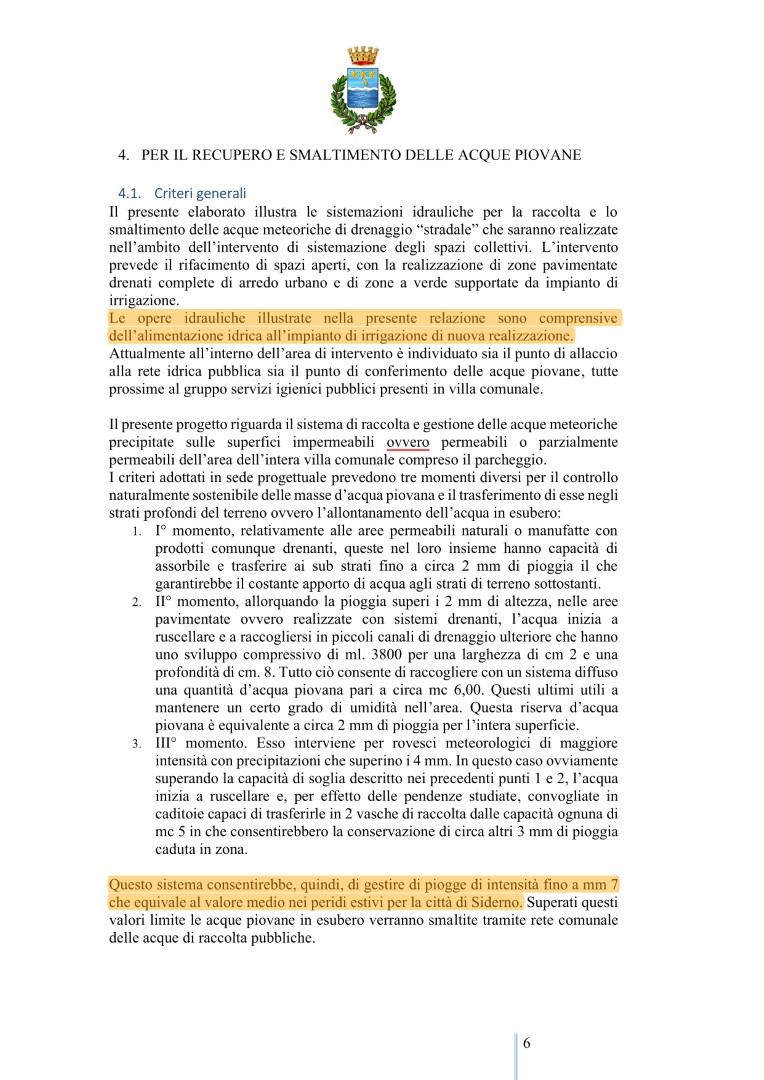 4. PER IL RECUPERO E SMALTIMENTO DELLE ACQUE PIOVANE
4.1. Criteri generali
Il presente elaborato illustra le sistemazioni idrauliche per la raccolta e lo
smaltimento delle acque meteoriche di drenaggio “stradale” che saranno realizzate
nell’ambito dell’intervento di sistemazione degli spazi collettivi. L’intervento
prevede il rifacimento di spazi aperti, con la realizzazione di zone pavimentate
drenati complete di arredo urbano e di zone a verde supportate da impianto di
irrigazione.
Le opere idrauliche illustrate nella presente relazione sono comprensive
dell’alimentazione idrica all’impianto di irrigazione di nuova realizzazione.
Attualmente all’interno dell’area di intervento è individuato sia il punto di allaccio
alla rete idrica pubblica sia il punto di conferimento delle acque piovane, tutte
prossime al gruppo servizi igienici pubblici presenti in villa comunale.
Il presente progetto riguarda il sistema di raccolta e gestione delle acque meteoriche
precipitate sulle superfici impermeabili ovvero permeabili o parzialmente
permeabili dell’area dell’intera villa comunale compreso il parcheggio.
I criteri adottati in sede progettuale prevedono tre momenti diversi per il controllo
naturalmente sostenibile delle masse d’acqua piovana e il trasferimento di esse negli
strati profondi del terreno ovvero l’allontanamento dell’acqua in esubero:
1. I° momento, relativamente alle aree permeabili naturali o manufatte con
prodotti comunque drenanti, queste nel loro insieme hanno capacità di
assorbile e trasferire ai sub strati fino a circa 2 mm di pioggia il che
garantirebbe il costante apporto di acqua agli strati di terreno sottostanti.
2. II° momento, allorquando la pioggia superi i 2 mm di altezza, nelle aree
pavimentate ovvero realizzate con sistemi drenanti, l’acqua inizia a
ruscellare e a raccogliersi in piccoli canali di drenaggio ulteriore che hanno
uno sviluppo compressivo di ml. 3800 per una larghezza di cm 2 e una
profondità di cm. 8. Tutto ciò consente di raccogliere con un sistema diffuso
una quantità d’acqua piovana pari a circa mc 6,00. Questi ultimi utili a
mantenere un certo grado di umidità nell’area. Questa riserva d’acqua
piovana è equivalente a circa 2 mm di pioggia per l’intera superficie.
3. III° momento. Esso interviene per rovesci meteorologici di maggiore
intensità con precipitazioni che superino i 4 mm. In questo caso ovviamente
superando la capacità di soglia descritto nei precedenti punti 1 e 2, l’acqua
inizia a ruscellare e, per effetto delle pendenze studiate, convogliate in
caditoie capaci di trasferirle in 2 vasche di raccolta dalle capacità ognuna di
mc 5 in che consentirebbero la conservazione di circa altri 3 mm di pioggia
caduta in zona.
Questo sistema consentirebbe, quindi, di gestire di piogge di intensità fino a mm 7
che equivale al valore medio nei peridi estivi per la città di Siderno. Superati questi
valori limite le acque piovane in esubero verranno smaltite tramite rete comunale
delle acque di raccolta pubbliche.
6